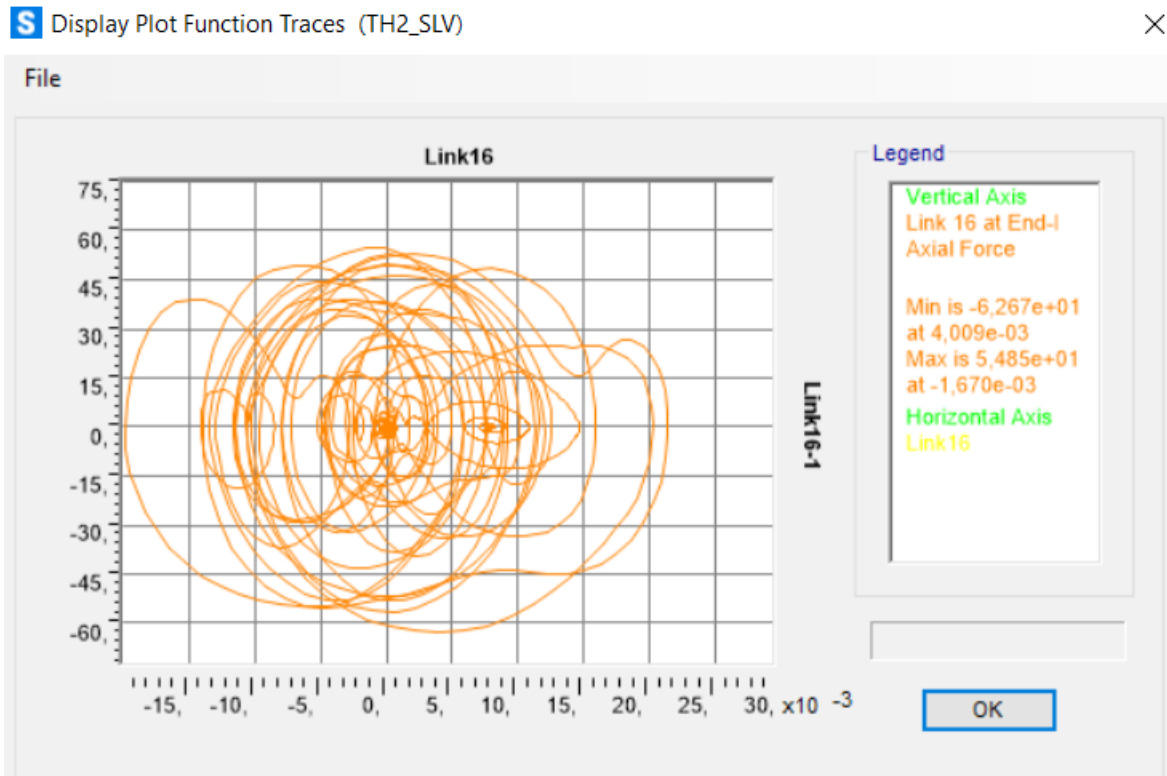 S Display Plot Function Traces (TH2_SLV)
File
Link16
75,
60,
45,
30,
15,
0,
-15,
-30,
-45,
-60,
-15, -10, -5, 0, 5, 10, 15, 20, 25, 30, x10 -3
Link16-1
Legend
Vertical Axis
Link 16 at End-I
Axial Force
Min is -6,267e+01
at 4,009e-03
Max is 5,485e+01
at -1,670e-03
Horizontal Axis
Link16
OK